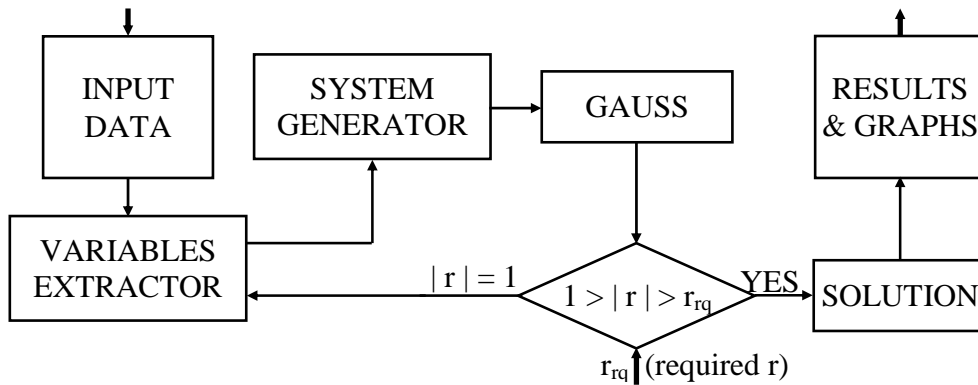 INPUT
DATA
SYSTEM
GENERATOR
GAUSS
RESULTS
& GRAPHS
VARIABLES
EXTRACTOR
| r | = 1
1 > | r | > r_rq
YES
SOLUTION
r_rq (required r)